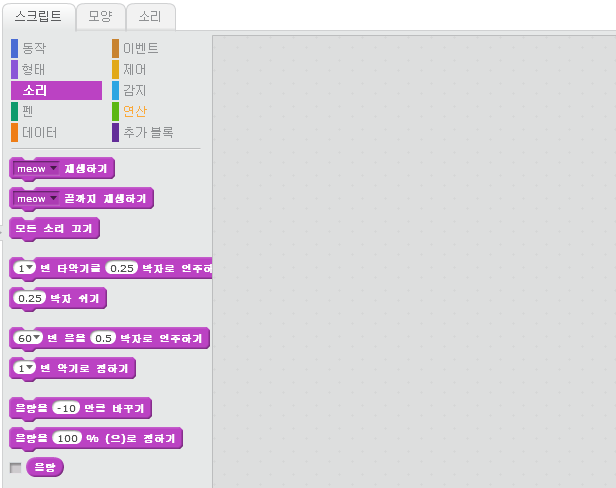 스크립트 모양 소리
동작 이벤트
형태 제어
소리 감지
펜 연산
데이터 추가 블록
meow 재생하기
meow 끝까지 재생하기
모든 소리 끄기
1 번 타악기를 0.25 박자로 연주하
0.25 박자 쉬기
60 번 음을 0.5 박자로 연주하기
1 번 악기로 정하기
음량을 -10 만큼 바꾸기
음량을 100 % (으)로 정하기
음량